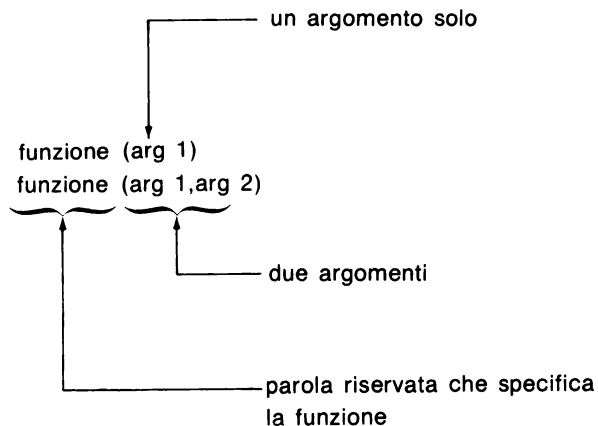 un argomento solo
funzione (arg 1)
funzione (arg 1,arg 2)
due argomenti
parola riservata che specifica
la funzione